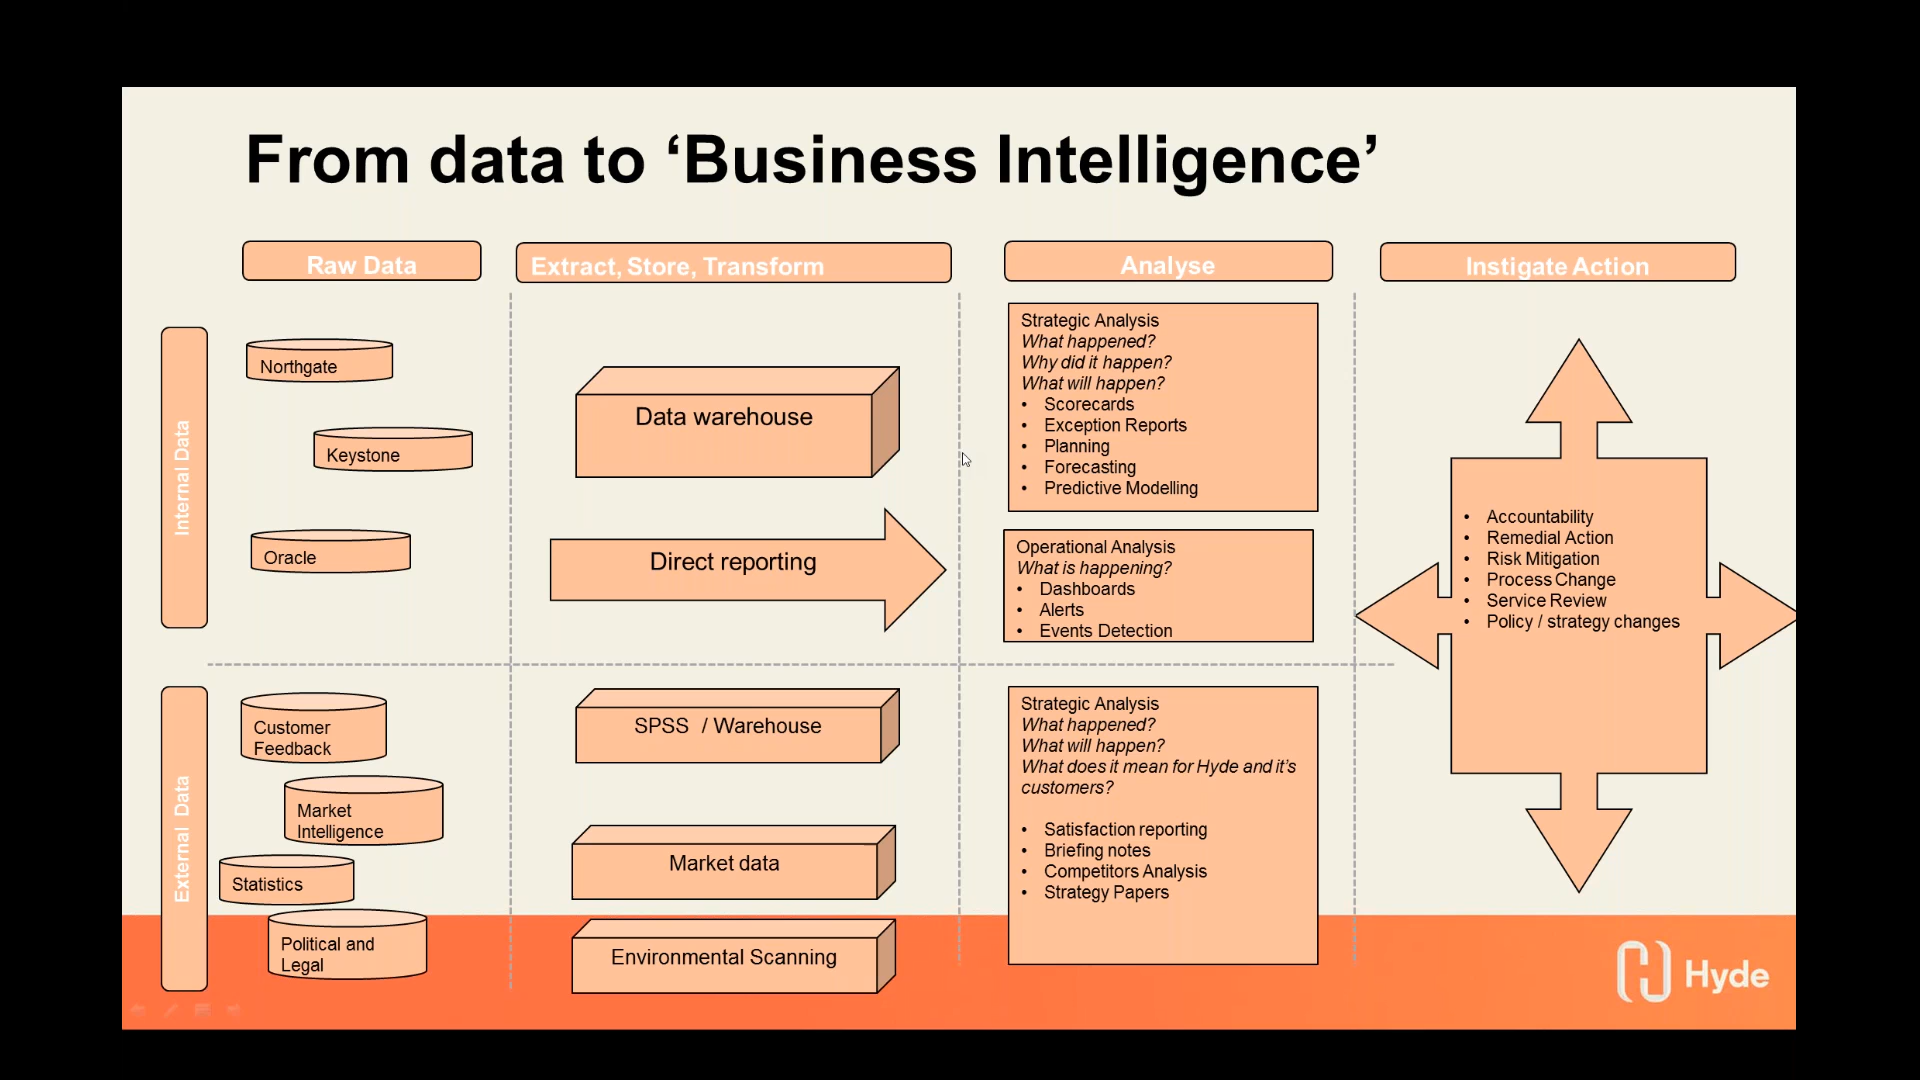 From data to ‘Business Intelligence’
Raw Data
Extract, Store, Transform
Analyse
Instigate Action
Internal Data
Northgate
Keystone
Oracle
Data warehouse
Direct reporting
Strategic Analysis
What happened?
Why did it happen?
What will happen?
• Scorecards
• Exception Reports
• Planning
• Forecasting
• Predictive Modelling
Operational Analysis
What is happening?
• Dashboards
• Alerts
• Events Detection
• Accountability
• Remedial Action
• Risk Mitigation
• Process Change
• Service Review
• Policy / strategy changes
External Data
Customer
Feedback
Market
Intelligence
Statistics
Political and
Legal
SPSS / Warehouse
Market data
Environmental Scanning
Strategic Analysis
What happened?
What will happen?
What does it mean for Hyde and it’s
customers?
• Satisfaction reporting
• Briefing notes
• Competitors Analysis
• Strategy Papers
Hyde